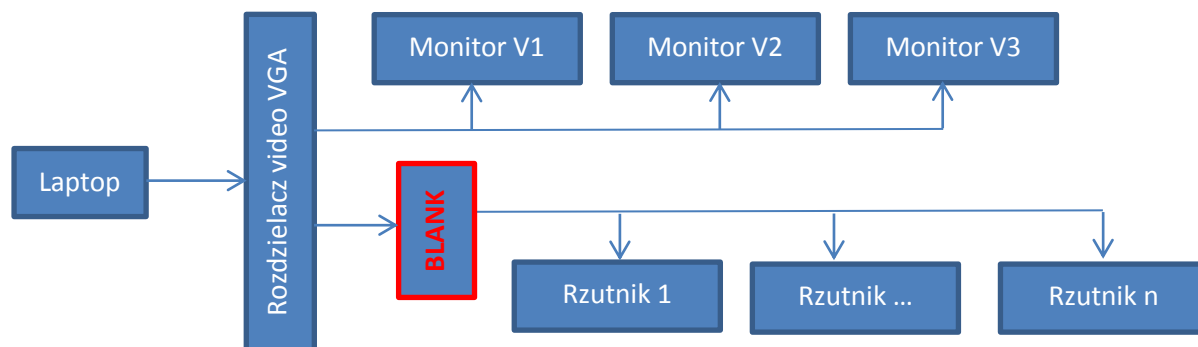 Monitor V1
Monitor V2
Monitor V3
Laptop
Rozdzielacz video VGA
BLANK
Rzutnik 1
Rzutnik ...
Rzutnik n